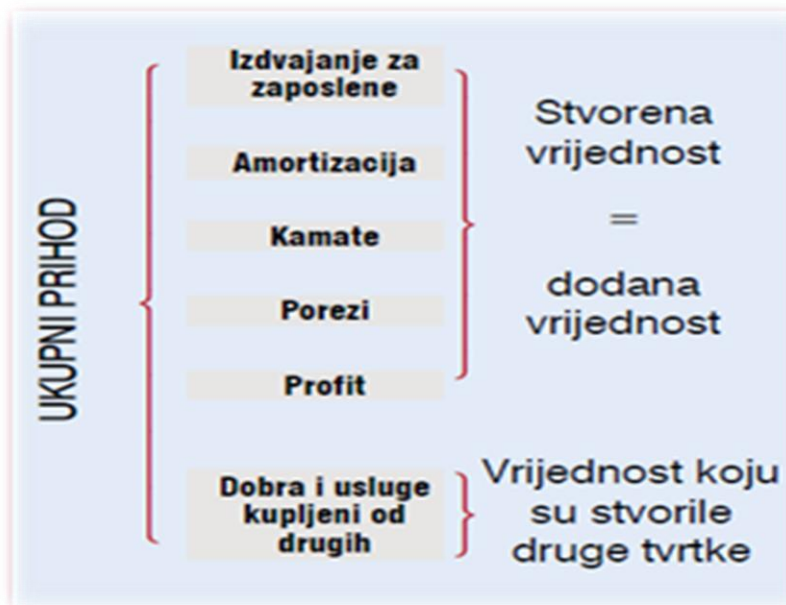 UKUPNI PRIHOD
Izdvajanje za
zaposlene
Amortizacija
Kamate
Porezi
Profit
Dobra i usluge
kupljeni od
drugih
Stvorena
vrijednost
=
dodana
vrijednost
Vrijednost koju
su stvorile
druge tvrtke